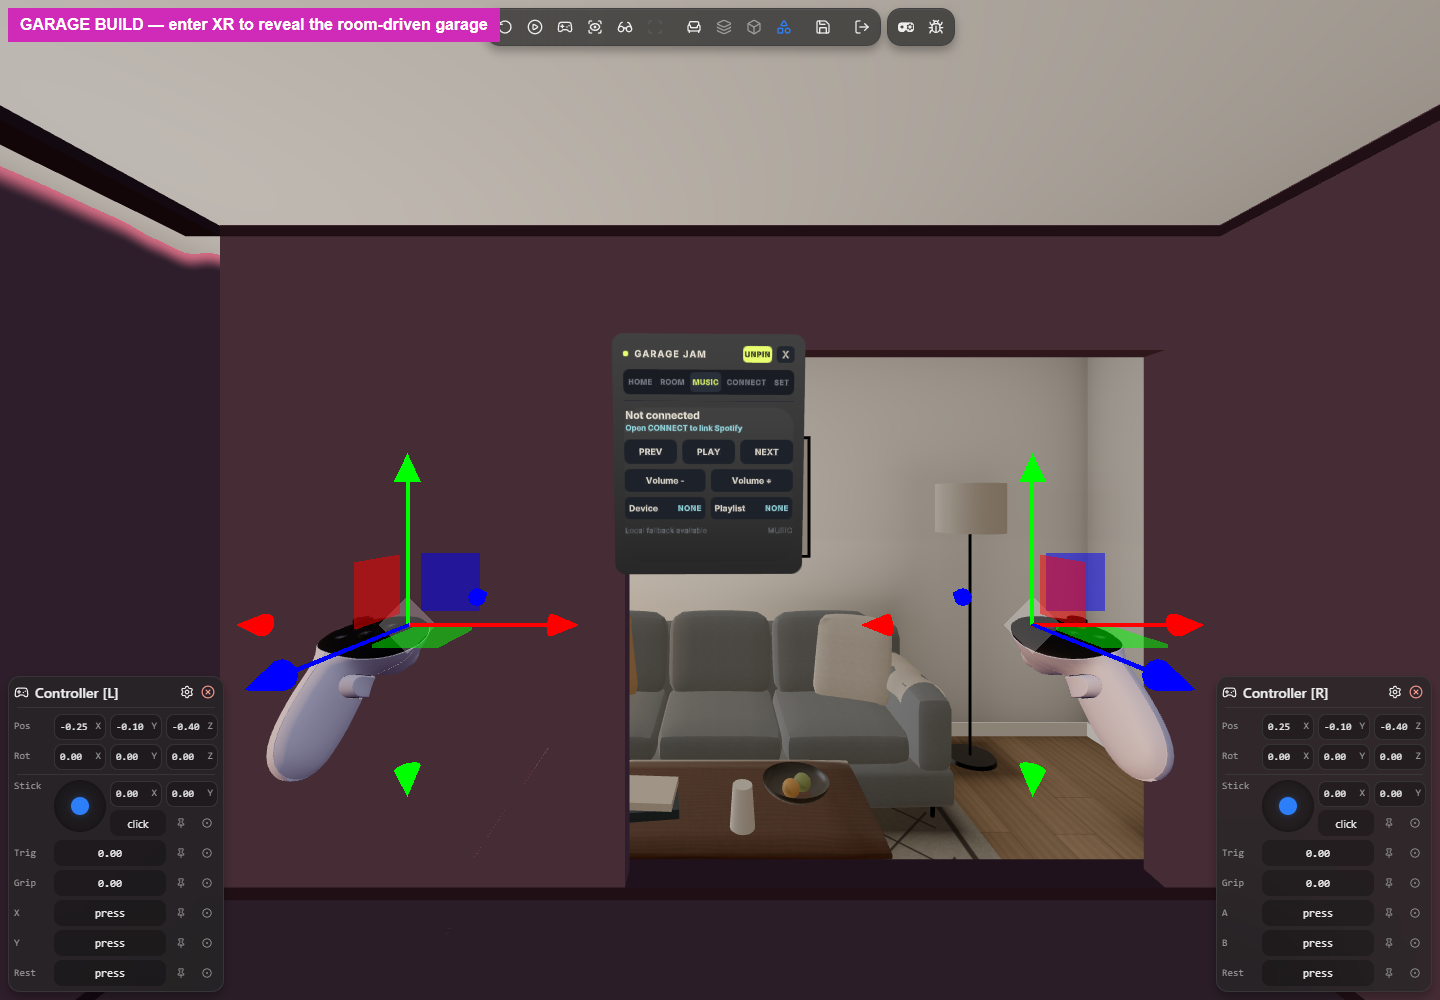 GARAGE BUILD — enter XR to reveal the room-driven garage
GARAGE JAM
UNPIN
X
HOME ROOM MUSIC CONNECT SET
Not connected
Open CONNECT to link Spotify
PREV PLAY NEXT
Volume - Volume +
Device NONE Playlist NONE
Local fallback available MUSIC
Controller [L]
Pos -0.25 X -0.10 Y -0.40 Z
Rot 0.00 X 0.00 Y 0.00 Z
Stick 0.00 X 0.00 Y
click
Trig 0.00
Grip 0.00
X press
Y press
Rest press
Controller [R]
Pos 0.25 X -0.10 Y -0.40 Z
Rot 0.00 X 0.00 Y 0.00 Z
Stick 0.00 X 0.00 Y
click
Trig 0.00
Grip 0.00
A press
B press
Rest press